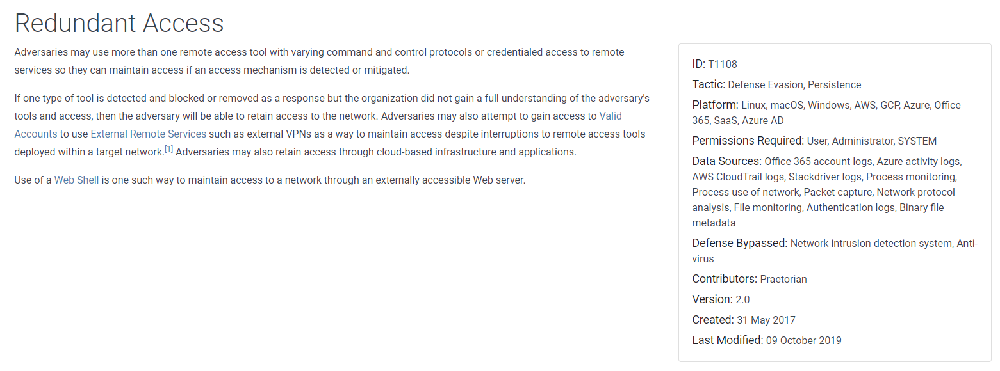 Redundant Access
Adversaries may use more than one remote access tool with varying command and control protocols or credentialed access to remote
services so they can maintain access if an access mechanism is detected or mitigated.
If one type of tool is detected and blocked or removed as a response but the organization did not gain a full understanding of the adversary's
tools and access, then the adversary will be able to retain access to the network. Adversaries may also attempt to gain access to Valid
Accounts to use External Remote Services such as external VPNs as a way to maintain access despite interruptions to remote access tools
deployed within a target network.[1] Adversaries may also retain access through cloud-based infrastructure and applications.
Use of a Web Shell is one such way to maintain access to a network through an externally accessible Web server.
ID: T1108
Tactic: Defense Evasion, Persistence
Platform: Linux, macOS, Windows, AWS, GCP, Azure, Office
365, SaaS, Azure AD
Permissions Required: User, Administrator, SYSTEM
Data Sources: Office 365 account logs, Azure activity logs,
AWS CloudTrail logs, Stackdriver logs, Process monitoring,
Process use of network, Packet capture, Network protocol
analysis, File monitoring, Authentication logs, Binary file
metadata
Defense Bypassed: Network intrusion detection system, Anti-
virus
Contributors: Praetorian
Version: 2.0
Created: 31 May 2017
Last Modified: 09 October 2019